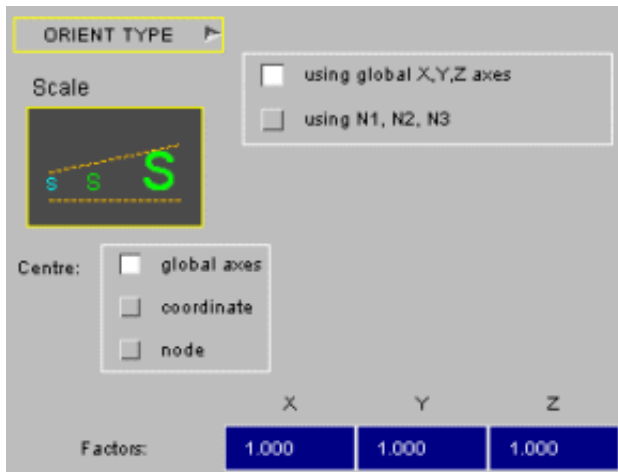 ORIENT TYPE
Scale
using global X,Y,Z axes
using N1, N2, N3
s s S
Centre:
global axes
coordinate
node
X Y Z
Factors: 1.000 1.000 1.000